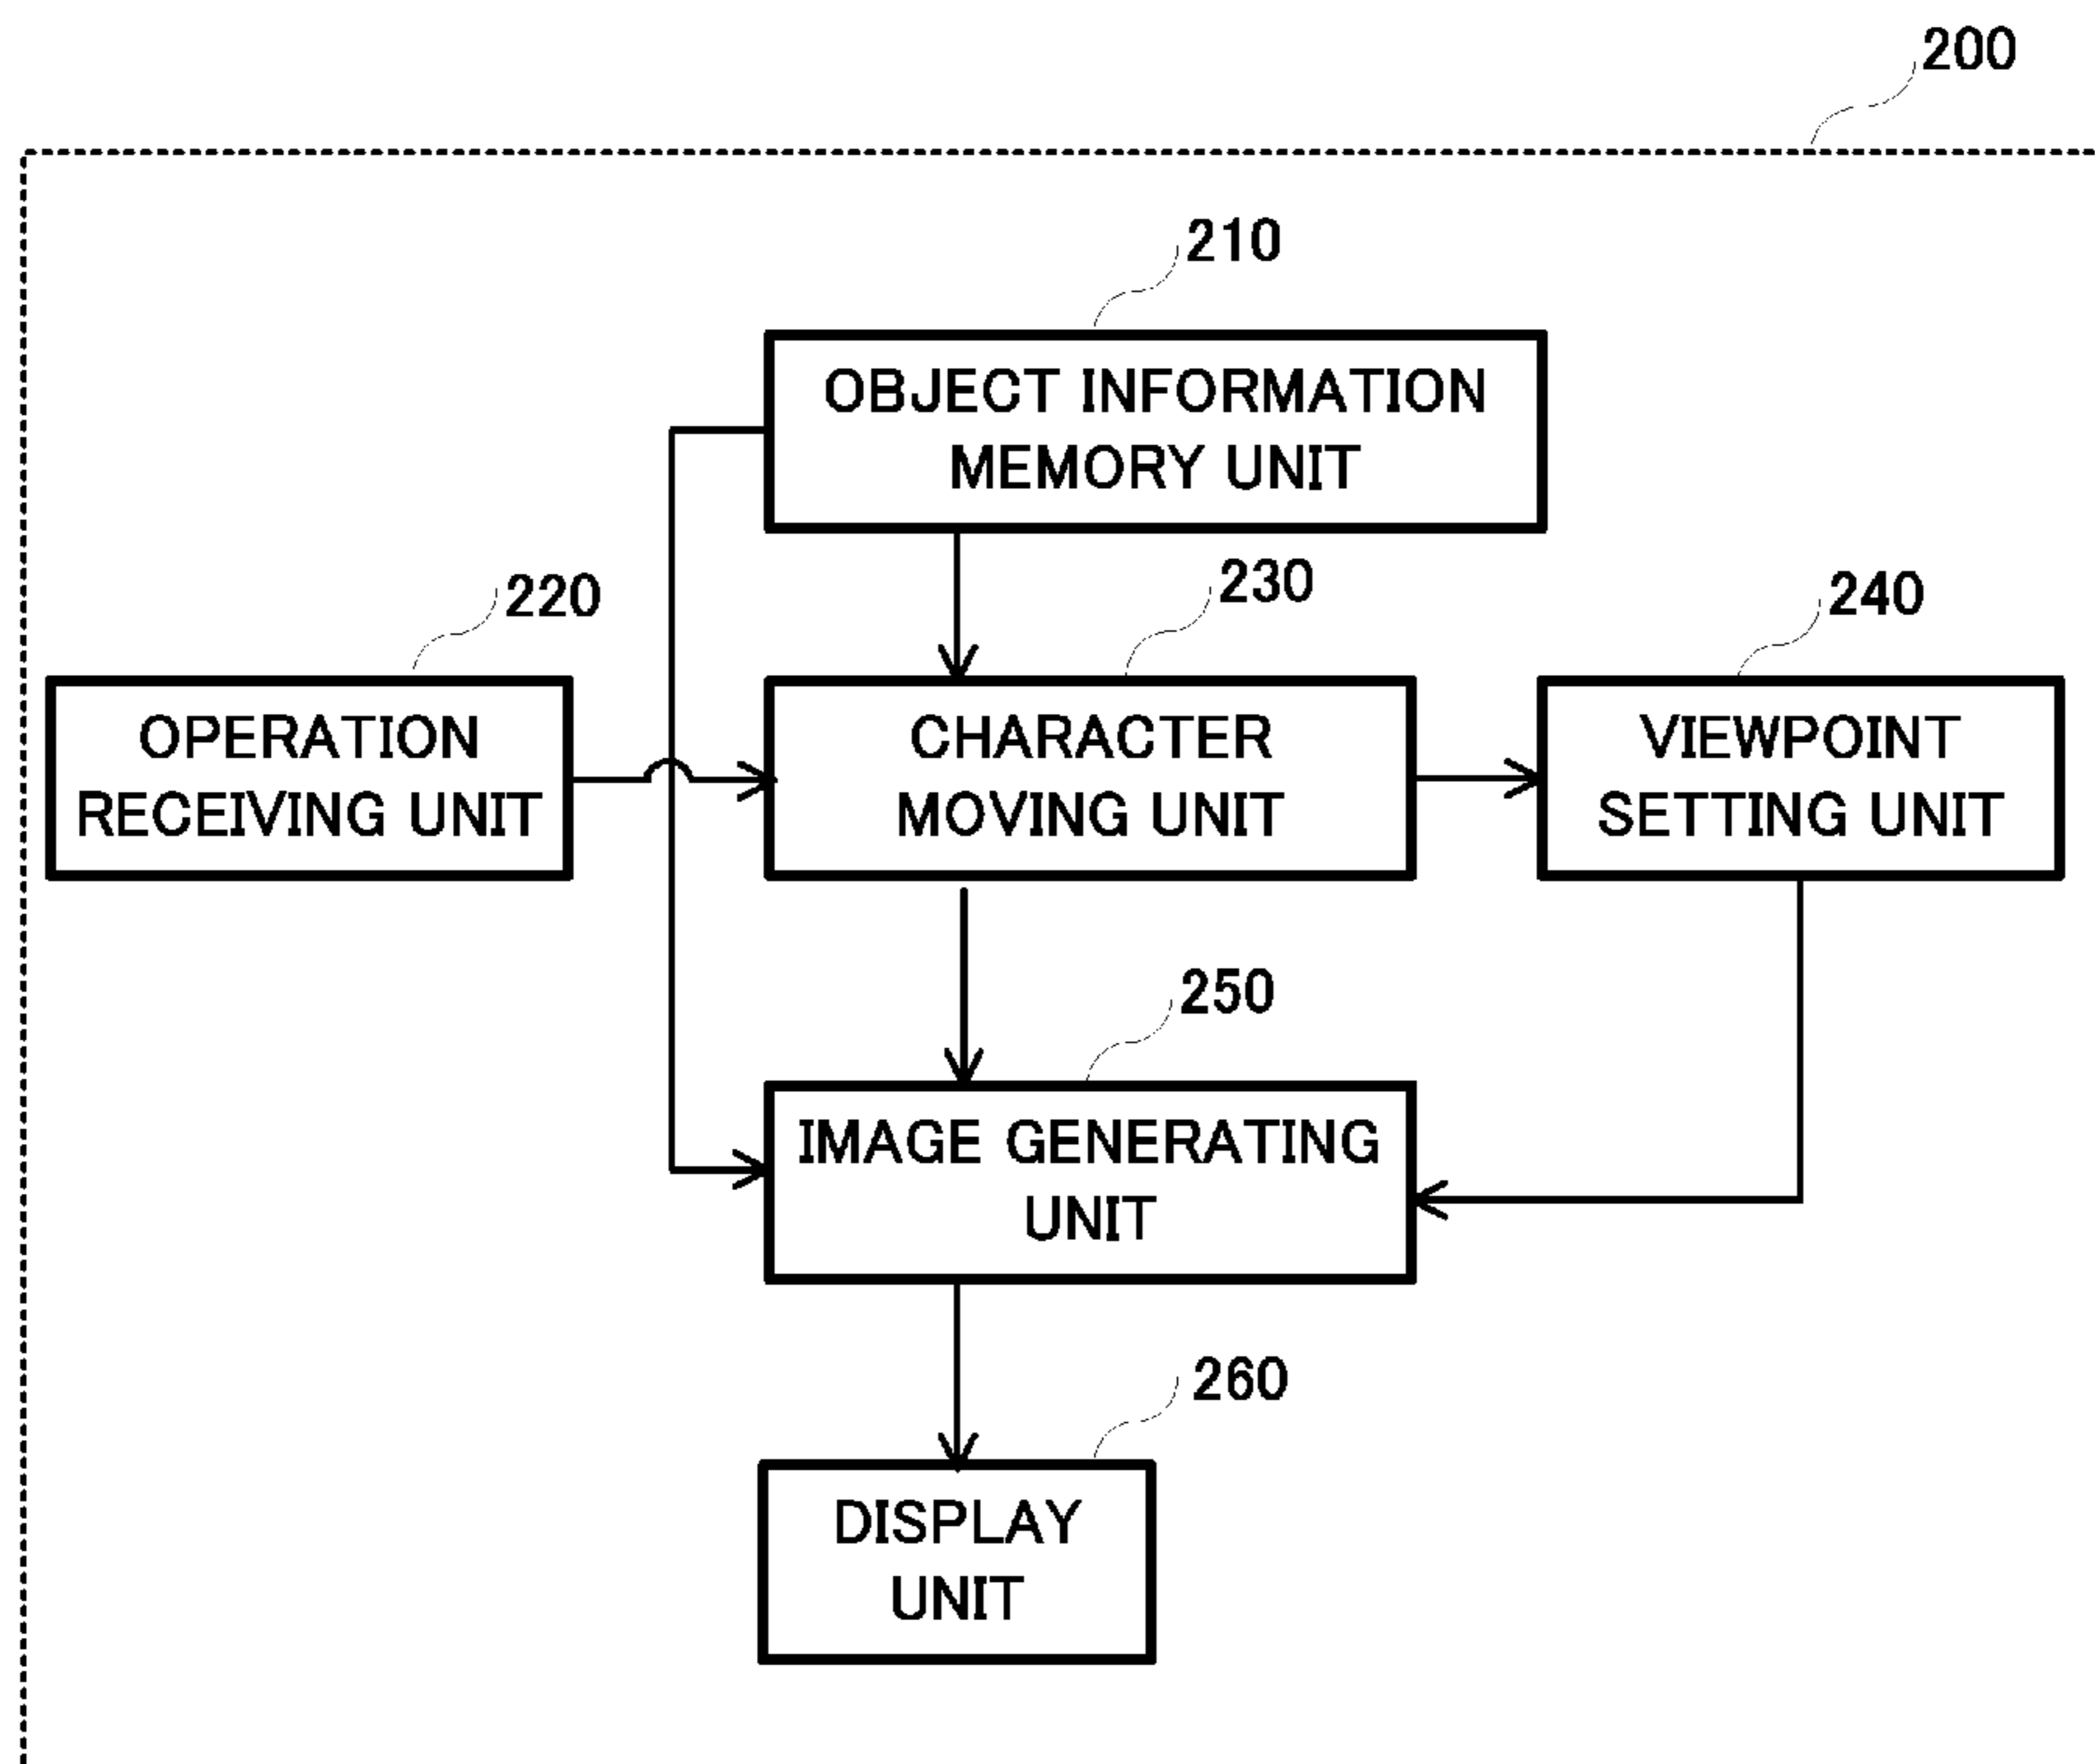 200
210
OBJECT INFORMATION
MEMORY UNIT
220
230
240
OPERATION
RECEIVING UNIT
CHARACTER
MOVING UNIT
VIEWPOINT
SETTING UNIT
250
IMAGE GENERATING
UNIT
260
DISPLAY
UNIT